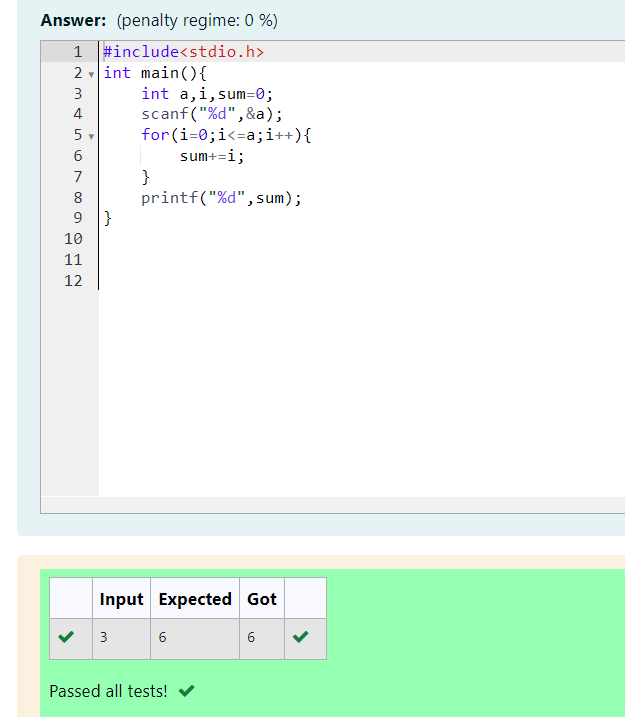 Answer: (penalty regime: 0 %)
1 #include<stdio.h>
2 int main(){
3     int a,i,sum=0;
4     scanf("%d",&a);
5     for(i=0;i<=a;i++){
6         sum+=i;
7     }
8     printf("%d",sum);
9 }
10
11
12
Input Expected Got
3 6 6
Passed all tests!